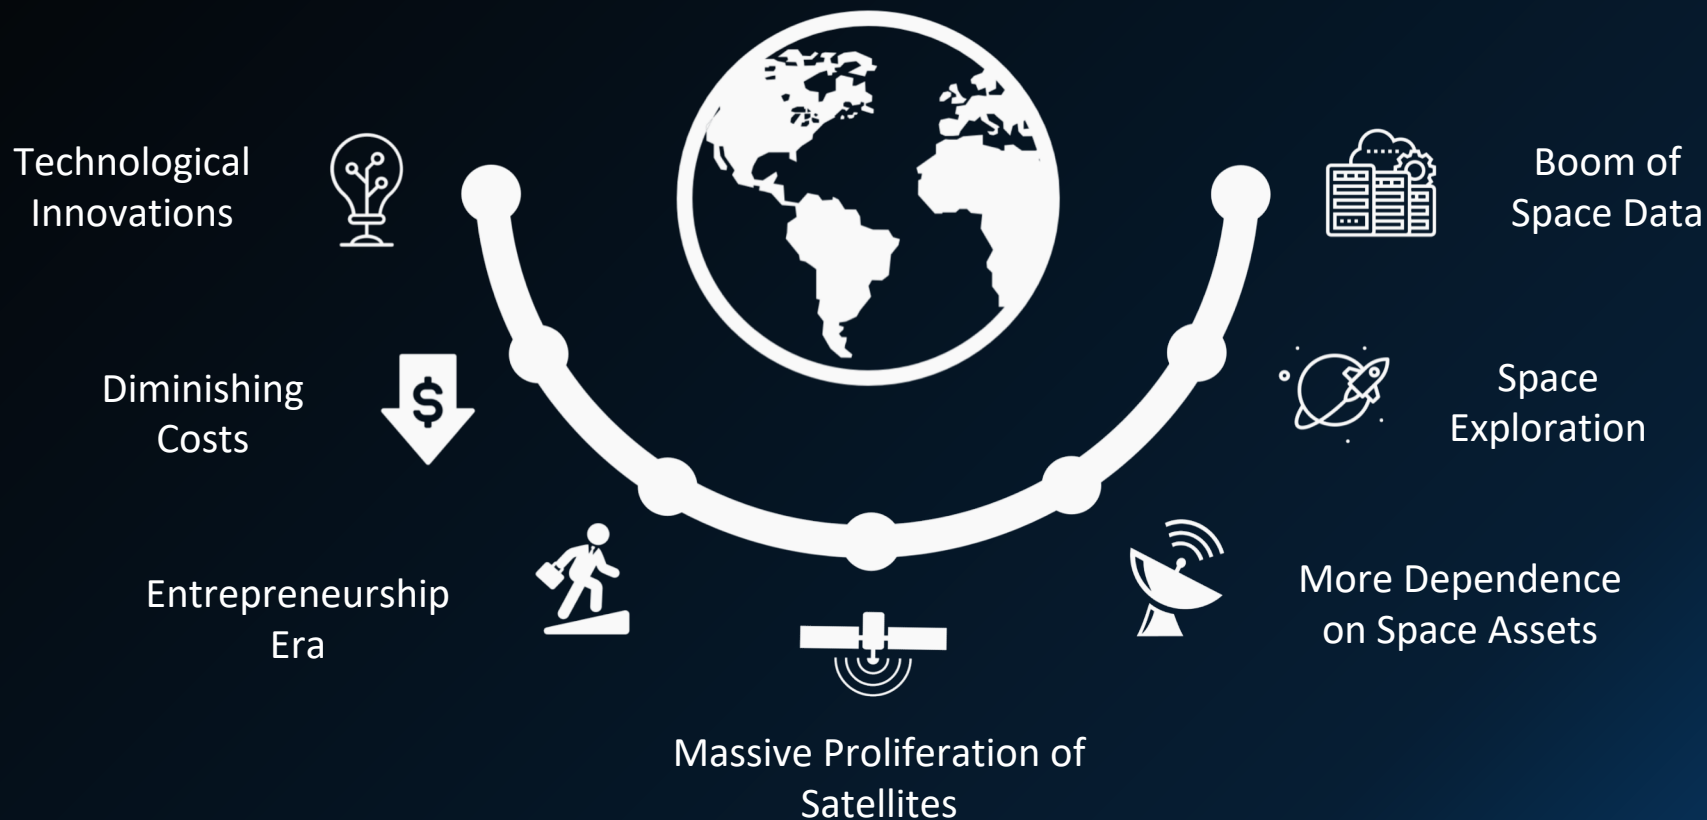 Technological
Innovations
Diminishing
Costs
$
Entrepreneurship
Era
Massive Proliferation of
Satellites
More Dependence
on Space Assets
Space
Exploration
Boom of
Space Data